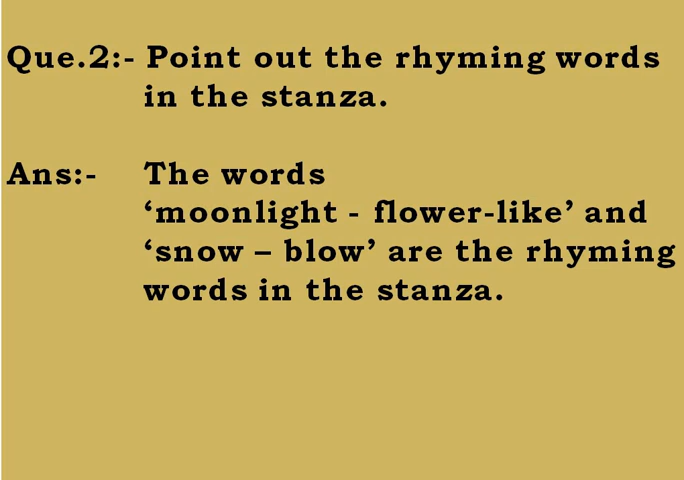 Que.2:- Point out the rhyming words
in the stanza.
Ans:- The words
‘moonlight - flower-like’ and
‘snow – blow’ are the rhyming
words in the stanza.